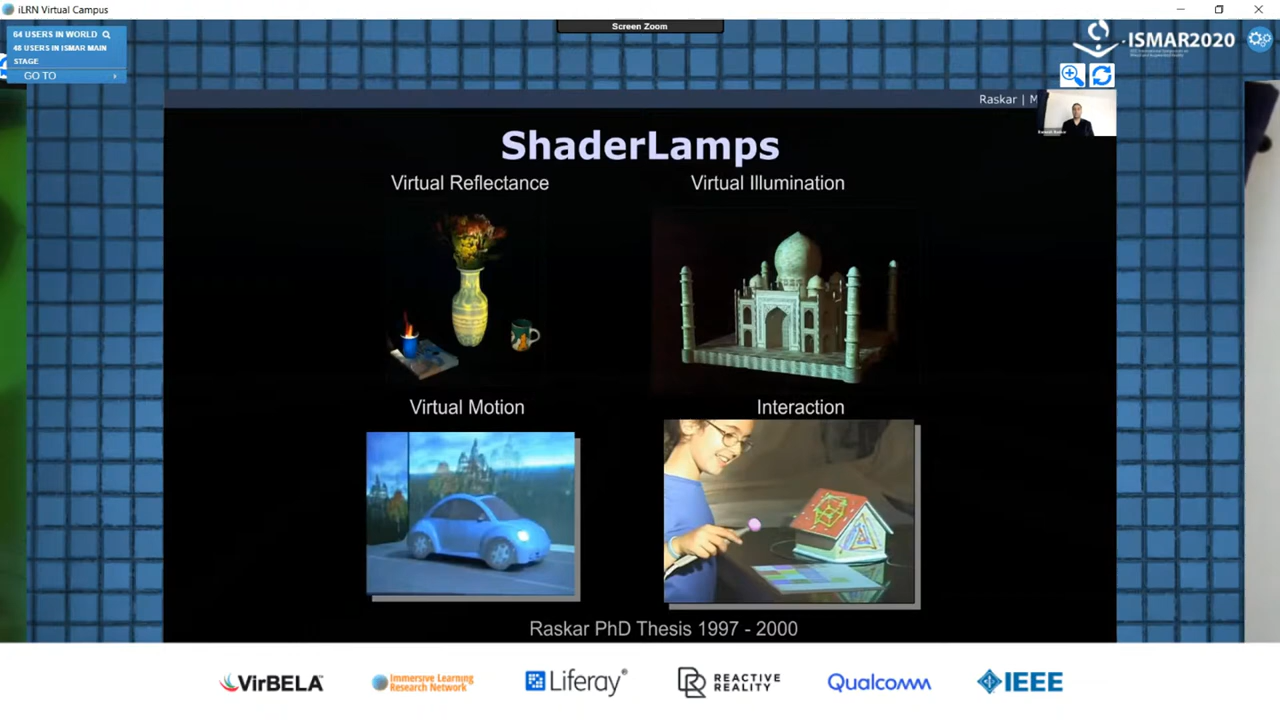 iLRN Virtual Campus
Screen Zoom
64 USERS IN WORLD
48 USERS IN ISMAR MAIN
STAGE
GO TO
ISMAR2020
Raskar | M
ShaderLamps
Virtual Reflectance
Virtual Illumination
Virtual Motion
Interaction
Raskar PhD Thesis 1997 - 2000
VirBELA
Immersive Learning
Research Network
Liferay
REACTIVE
REALITY
Qualcomm
IEEE